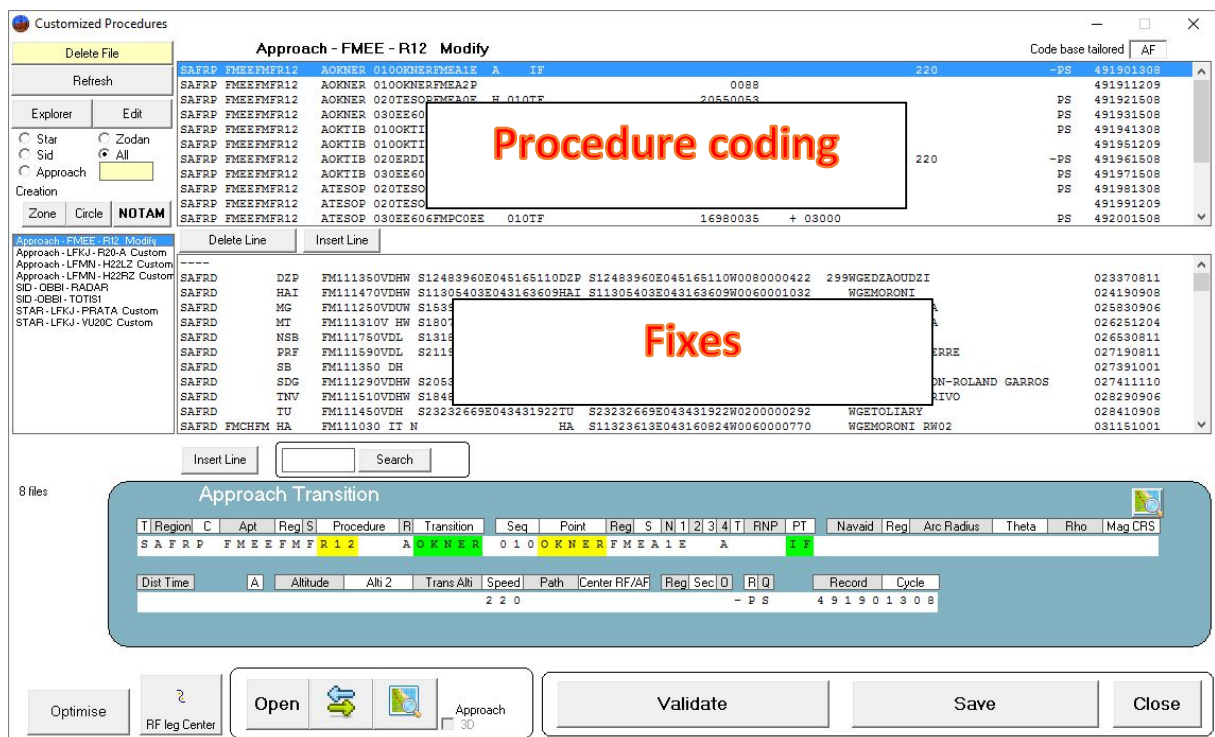 Customized Procedures
Delete File
Approach - FMEE - R12 Modify
Code base tailored AF
Refresh
Explorer Edit
Star Zodan
Sid All
Approach
Creation
Zone Circle NOTAM
SAFRP FMEEFMFR12 AOKNER 010OKNERFMEA1E A IF 220 -PS 491901308
SAFRP FMEEFMFR12 AOKNER 010OKNERFMEA2P 0088 491911209
SAFRP FMEEFMFR12 AOKNER 020TESOPFMEA0E H 010TF 20550053 PS 491921508
SAFRP FMEEFMFR12 AOKNER 030EE60 PS 491931508
SAFRP FMEEFMFR12 AOKTIB 010OKTI PS 491941308
SAFRP FMEEFMFR12 AOKTIB 010OKTI 491951209
SAFRP FMEEFMFR12 AOKTIB 020ERDI 220 -PS 491961508
SAFRP FMEEFMFR12 AOKTIB 030EE60 PS 491971508
SAFRP FMEEFMFR12 ATESOP 020TESO PS 491981308
SAFRP FMEEFMFR12 ATESOP 020TESO 491991209
SAFRP FMEEFMFR12 ATESOP 030EE606FMPC0EE 010TF 16980035 + 03000 PS 492001508
Procedure coding
Approach - FMEE - R12 Modify
Approach - LFKJ - R20-A Custom
Approach - LFMN - H22LZ Custom
Approach - LFMN - H22RZ Custom
SID - OBBI - RADAR
SID - OBBI - TOTIS1
STAR - LFKJ - PRATA Custom
STAR - LFKJ - VU20C Custom
Delete Line Insert Line
----
SAFRD DZP FM111350VDHW S12483960E045165110DZP S12483960E045165110W0080000422 299WGEDZAOUDZI 023370811
SAFRD HAI FM111470VDHW S11305403E043163609HAI S11305403E043163609W0060001032 WGEMORONI 024190908
SAFRD MG FM111250VDUW S1539 A 025830906
SAFRD MT FM111310V HW S1807 A 026251204
SAFRD NSB FM111750VDL S1318 026530811
SAFRD PRF FM111590VDL S2119 ERRE 027190811
SAFRD SB FM111350 DH 027391001
SAFRD SDG FM111290VDHW S2053 ON-ROLAND GARROS 027411110
SAFRD TNV FM111510VDHW S1848 RIVO 028290906
SAFRD TU FM111450VDH S23232669E043431922TU S23232669E043431922W0200000292 WGETOLIARY 028410908
SAFRD FMCHFM HA FM111030 IT N HA S11323613E043160824W0060000770 WGEMORONI RW02 031151001
Fixes
Insert Line Search
8 files
Approach Transition
T Region C Apt Reg S Procedure R Transition Seq Point Reg S N 1 2 3 4 T RNP PT Navaid Reg Arc Radius Theta Rho Mag CRS
S A F R P F M E E F M F R 1 2 A O K N E R 0 1 0 O K N E R F M E A 1 E A I F
Dist Time A Altitude Alti 2 Trans Alti Speed Path Center RF/AF Reg Sec O R Q Record Cycle
2 2 0 - P S 4 9 1 9 0 1 3 0 8
Optimise
RF leg Center
Open
Approach
3D
Validate
Save
Close